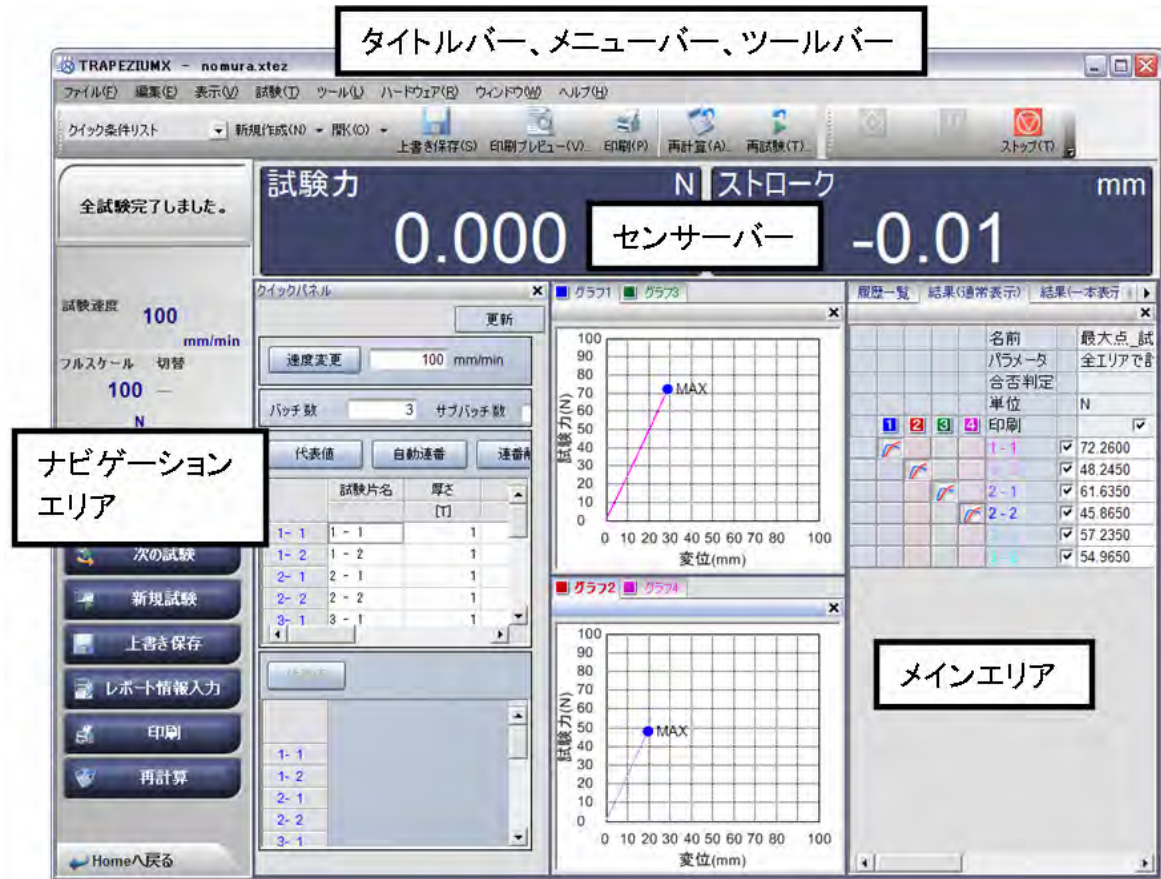 タイトルバー、メニューバー、ツールバー
TRAPEZIUMX - nomura.xtez
ファイル(F) 編集(E) 表示(V) 試験(T) ツール(L) ハードウェア(R) ウィンドウ(W) ヘルプ(H)
クイック条件リスト 新規作成(N) 開く(O) 上書き保存(S) 印刷プレビュー(V)... 印刷(P) 再計算(A)... 再試験(T)... ストップ(T)
全試験完了しました。
試験力 N ストローク mm
0.000 -0.01
センサーバー
試験速度
100
mm/min
フルスケール 切替
100 —
N
ナビゲーション
エリア
次の試験
新規試験
上書き保存
レポート情報入力
印刷
再計算
Homeへ戻る
クイックパネル
更新
速度変更 100 mm/min
バッチ数 3 サブバッチ数
代表値 自動連番 連番
試験片名 厚さ
[T]
1- 1 1 - 1 1
1- 2 1 - 2 1
2- 1 2 - 1 1
2- 2 2 - 2 1
3- 1 3 - 1 1
1- 1
1- 2
2- 1
2- 2
3- 1
グラフ1 グラフ3
試験力(N)
100
90
80
70
60
50
40
30
20
10
0
MAX
0 10 20 30 40 50 60 70 80 100
変位(mm)
グラフ2 グラフ4
試験力(N)
100
90
80
70
60
50
40
30
20
10
0
MAX
0 10 20 30 40 50 60 70 80 100
変位(mm)
履歴一覧 結果(通常表示) 結果(一本表示
名前 最大点_試
パラメータ 全エリアで
合否判定
単位 N
1 2 3 4 印刷
1 - 1 72.2600
48.2450
2 - 1 61.6350
2 - 2 45.8650
57.2350
54.9650
メインエリア